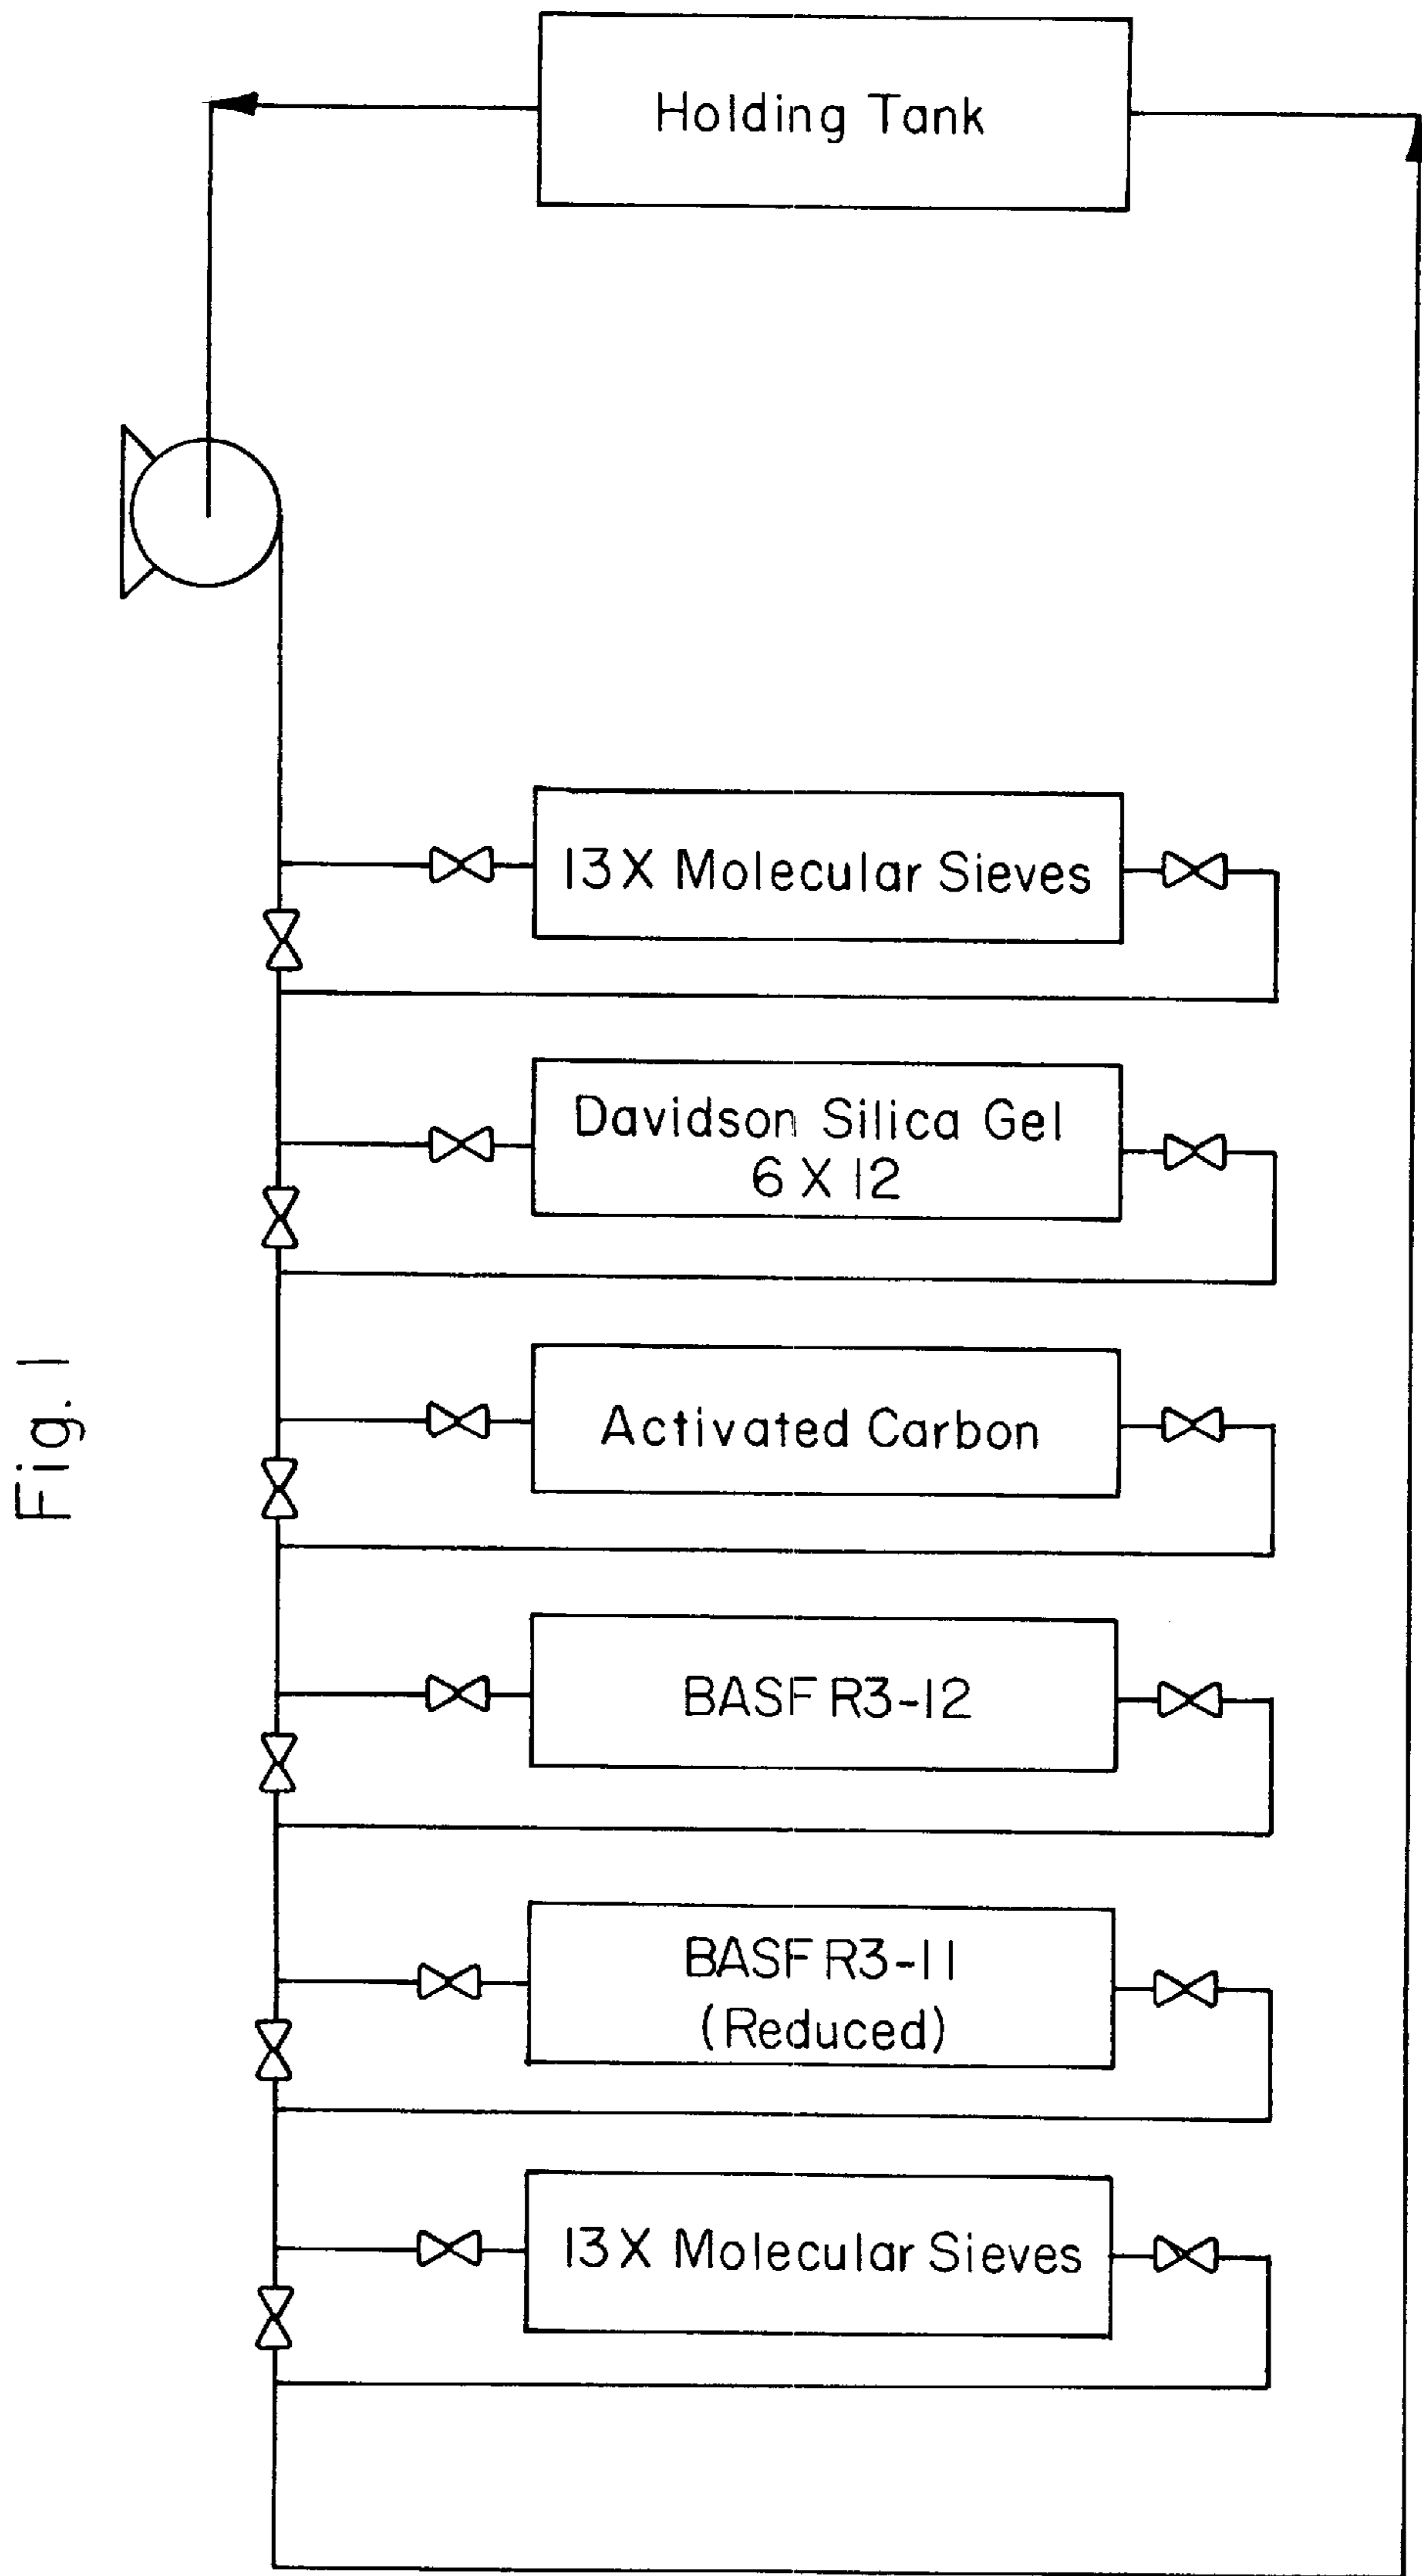 Holding Tank
13X Molecular Sieves
Davidson Silica Gel
6 X 12
Activated Carbon
BASF R3-12
BASF R3-11
(Reduced)
13X Molecular Sieves
Fig. 1